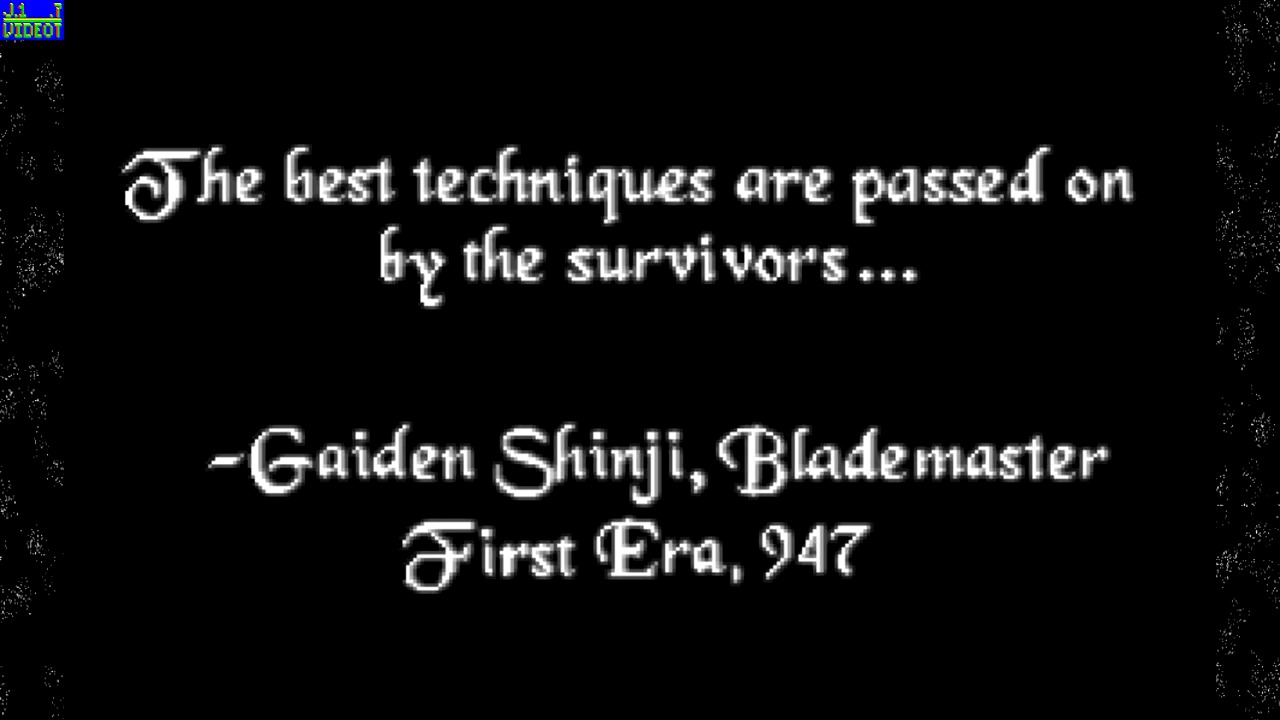 The best techniques are passed on
by the survivors...
-Gaiden Shinji, Blademaster
First Era, 947